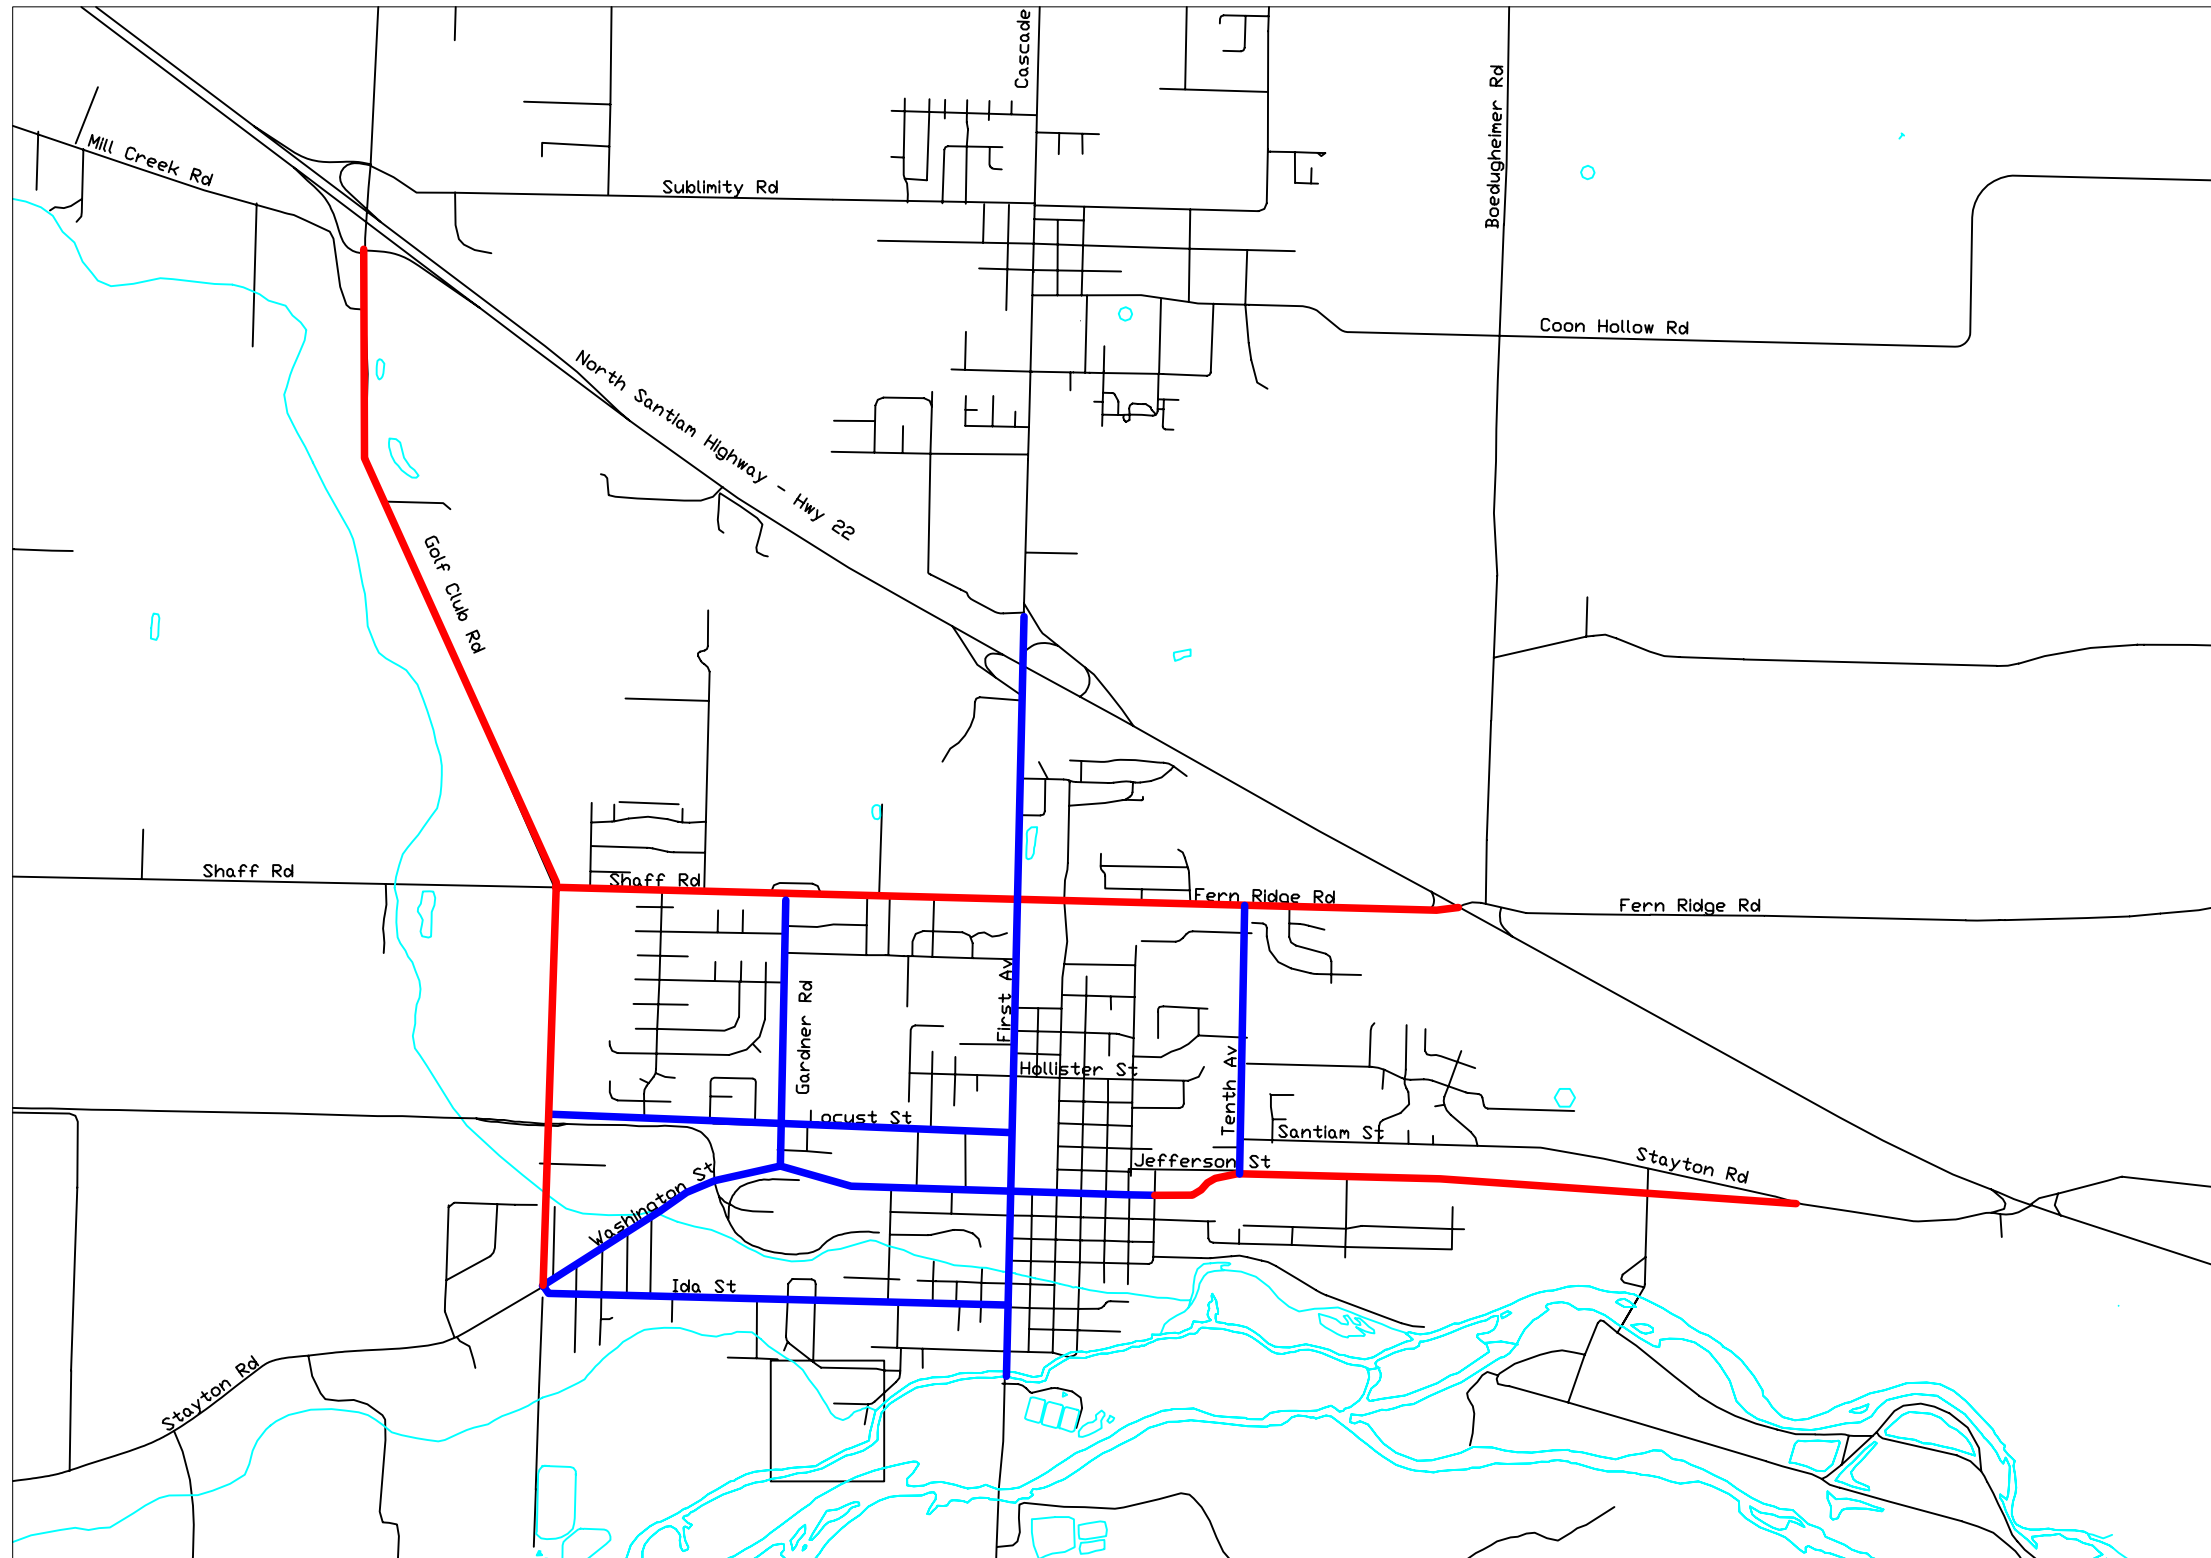 Cascade
Boedugheimer Rd
Mill Creek Rd
Sublimity Rd
Coon Hollow Rd
North Santiam Highway - Hwy 22
Golf Club Rd
Shaff Rd
Shaff Rd
Fern Ridge Rd
Fern Ridge Rd
First Av
Gardner Rd
Hollister St
Tenth Av
Locust St
Santiam St
Jefferson St
Stayton Rd
Washington St
Ida St
Stayton Rd